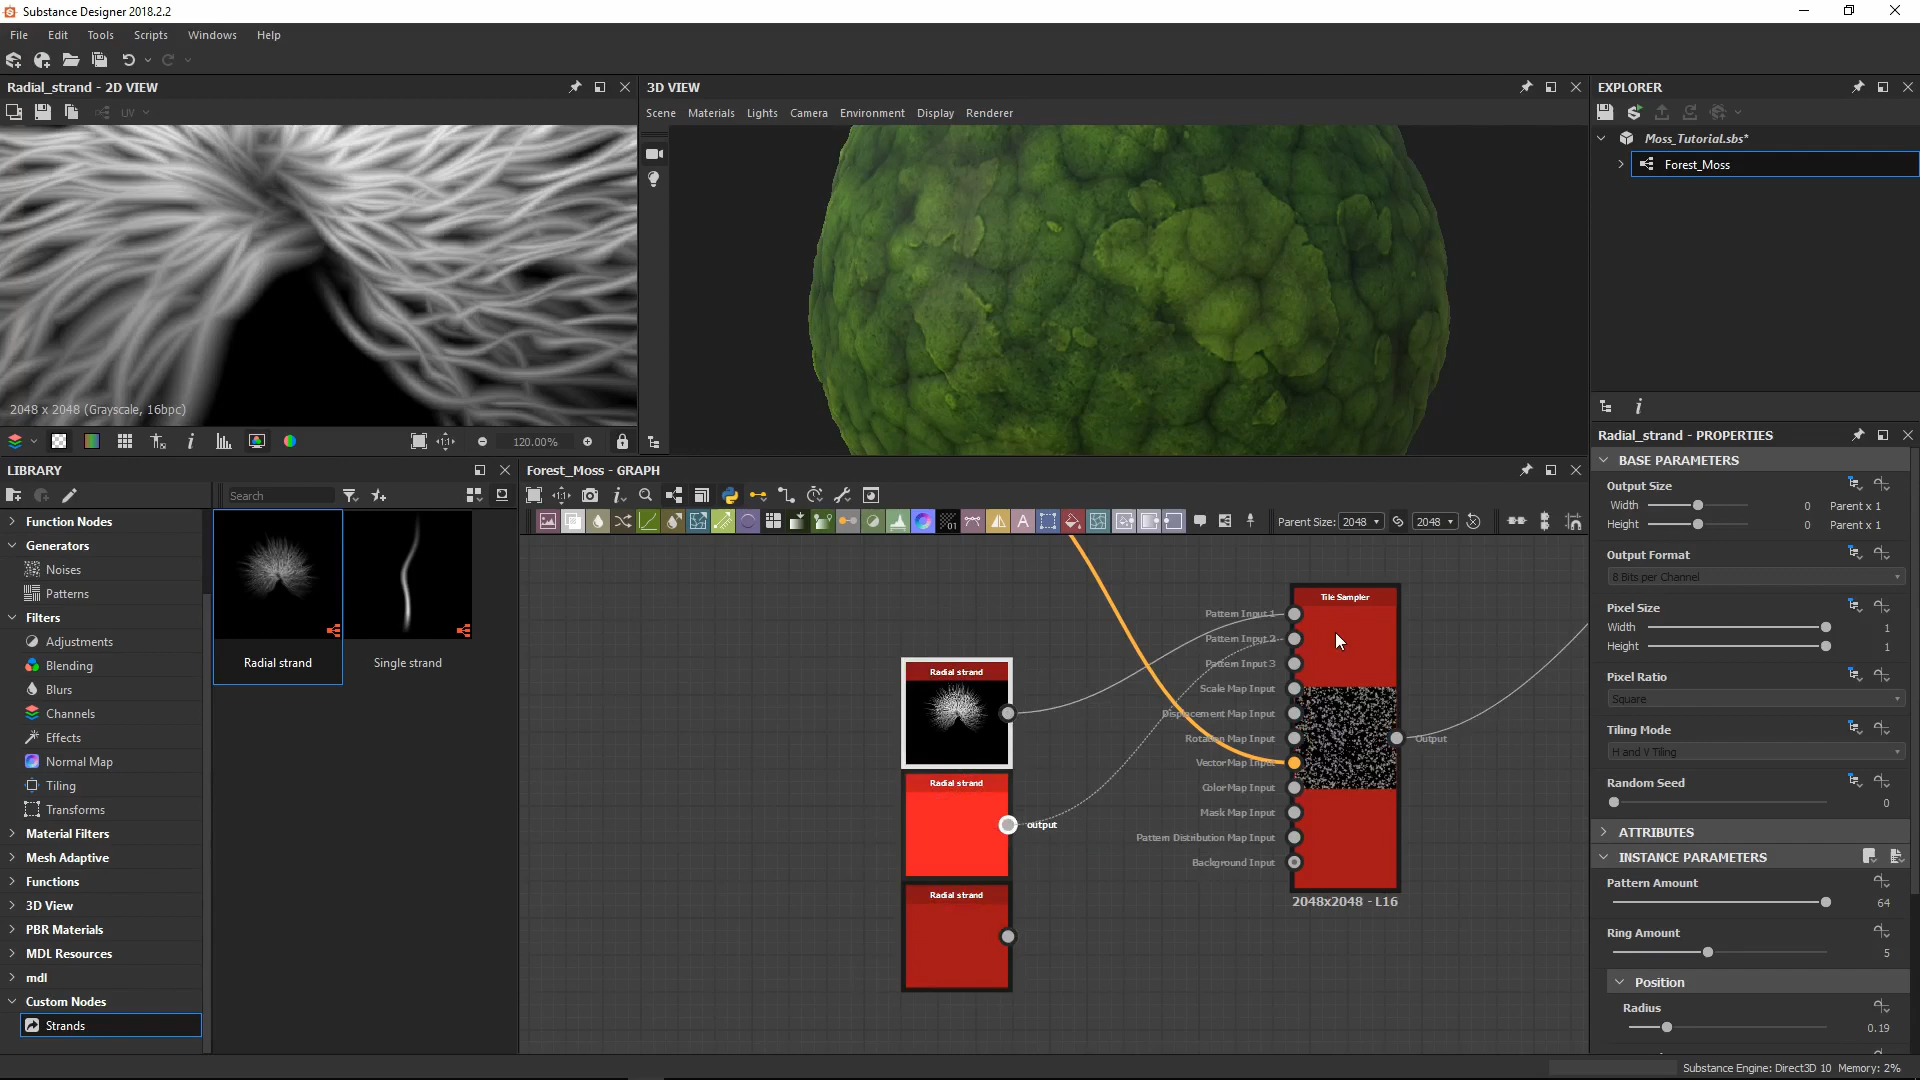 Substance Designer 2018.2.2
File Edit Tools Scripts Windows Help
Radial_strand - 2D VIEW
UV
2048 x 2048 (Grayscale, 16bpc)
120.00%
3D VIEW
Scene Materials Lights Camera Environment Display Renderer
EXPLORER
Moss_Tutorial.sbs*
Forest_Moss
LIBRARY
Search
Function Nodes
Generators
Noises
Patterns
Filters
Adjustments
Blending
Blurs
Channels
Effects
Normal Map
Tiling
Transforms
Material Filters
Mesh Adaptive
Functions
3D View
PBR Materials
MDL Resources
mdl
Custom Nodes
Strands
Radial strand
Single strand
Forest_Moss - GRAPH
Parent Size: 2048 2048
Radial strand
Radial strand
output
Radial strand
Tile Sampler
Pattern Input 1
Pattern Input 2
Pattern Input 3
Scale Map Input
Displacement Map Input
Rotation Map Input
Vector Map Input
Color Map Input
Mask Map Input
Pattern Distribution Map Input
Background Input
Output
2048x2048 - L16
Radial_strand - PROPERTIES
BASE PARAMETERS
Output Size
Width 0 Parent x 1
Height 0 Parent x 1
Output Format
8 Bits per Channel
Pixel Size
Width 1
Height 1
Pixel Ratio
Square
Tiling Mode
H and V Tiling
Random Seed
0
ATTRIBUTES
INSTANCE PARAMETERS
Pattern Amount
64
Ring Amount
5
Position
Radius
0.19
Substance Engine: Direct3D 10 Memory: 2%